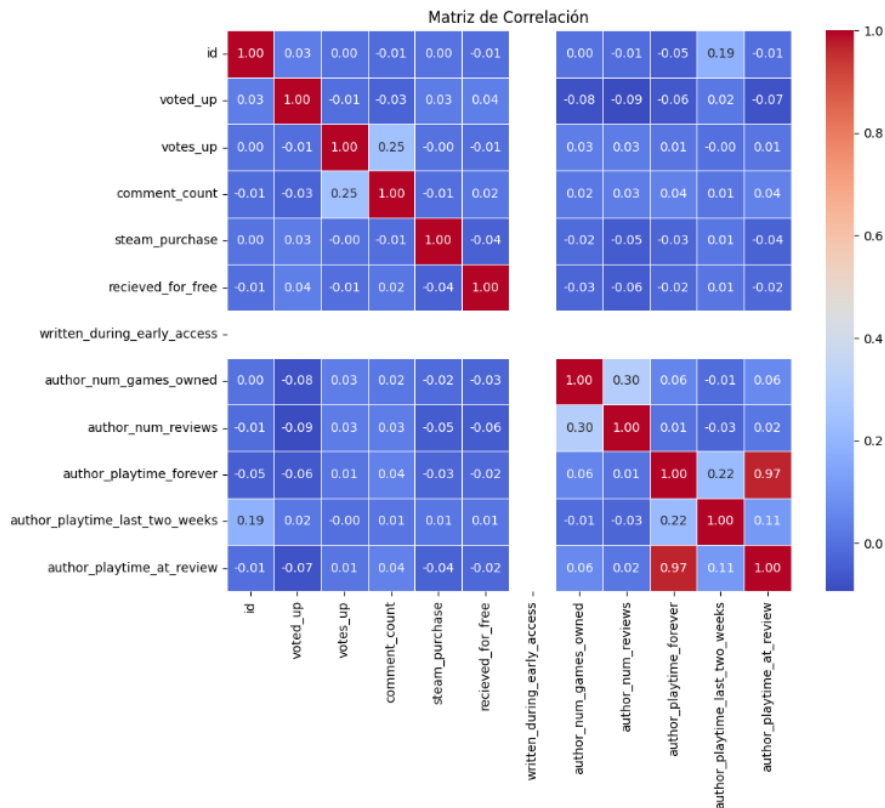 Matriz de Correlación
id 1.00 0.03 0.00 -0.01 0.00 -0.01 0.00 -0.01 -0.05 0.19 -0.01
voted_up 0.03 1.00 -0.01 -0.03 0.03 0.04 -0.08 -0.09 -0.06 0.02 -0.07
votes_up 0.00 -0.01 1.00 0.25 -0.00 -0.01 0.03 0.03 0.01 -0.00 0.01
comment_count -0.01 -0.03 0.25 1.00 -0.01 0.02 0.02 0.03 0.04 0.01 0.04
steam_purchase 0.00 0.03 -0.00 -0.01 1.00 -0.04 -0.02 -0.05 -0.03 0.01 -0.04
recieved_for_free -0.01 0.04 -0.01 0.02 -0.04 1.00 -0.03 -0.06 -0.02 0.01 -0.02
written_during_early_access
author_num_games_owned 0.00 -0.08 0.03 0.02 -0.02 -0.03 1.00 0.30 0.06 -0.01 0.06
author_num_reviews -0.01 -0.09 0.03 0.03 -0.05 -0.06 0.30 1.00 0.01 -0.03 0.02
author_playtime_forever -0.05 -0.06 0.01 0.04 -0.03 -0.02 0.06 0.01 1.00 0.22 0.97
author_playtime_last_two_weeks 0.19 0.02 -0.00 0.01 0.01 0.01 -0.01 -0.03 0.22 1.00 0.11
author_playtime_at_review -0.01 -0.07 0.01 0.04 -0.04 -0.02 0.06 0.02 0.97 0.11 1.00
id
voted_up
votes_up
comment_count
steam_purchase
recieved_for_free
written_during_early_access
author_num_games_owned
author_num_reviews
author_playtime_forever
author_playtime_last_two_weeks
author_playtime_at_review
1.0
0.8
0.6
0.4
0.2
0.0